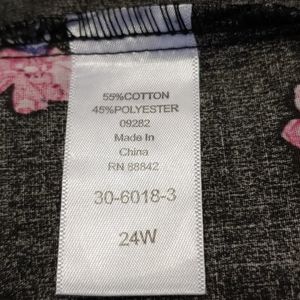 55%COTTON
45%POLYESTER
09282
Made In
China
RN 88842
30-6018-3
24W